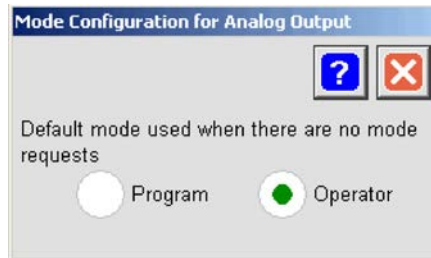 Mode Configuration for Analog Output
?
Default mode used when there are no mode
requests
Program Operator